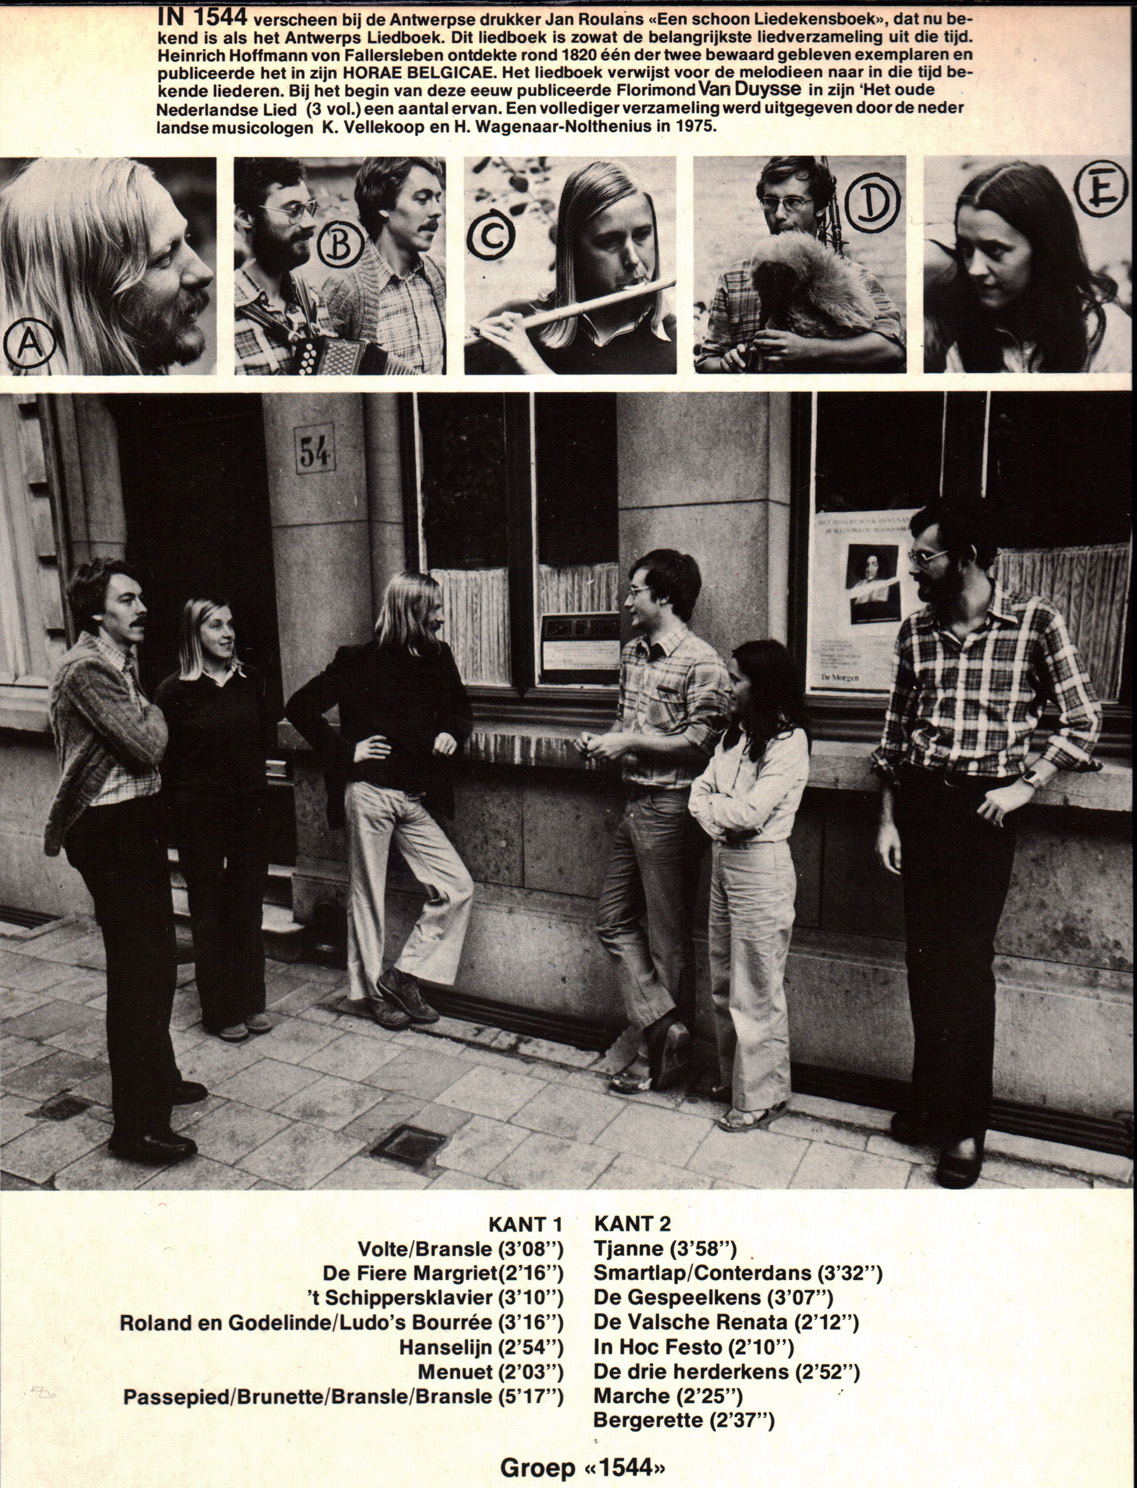 IN 1544 verscheen bij de Antwerpse drukker Jan Roulans «Een schoon Liedekensboek», dat nu be-
kend is als het Antwerps Liedboek. Dit liedboek is zowat de belangrijkste liedverzameling uit die tijd.
Heinrich Hoffmann von Fallersleben ontdekte rond 1820 één der twee bewaard gebleven exemplaren en
publiceerde het in zijn HORAE BELGICAE. Het liedboek verwijst voor de melodieen naar in die tijd be-
kende liederen. Bij het begin van deze eeuw publiceerde Florimond Van Duysse in zijn 'Het oude
Nederlandse Lied (3 vol.) een aantal ervan. Een vollediger verzameling werd uitgegeven door de neder
landse musicologen K. Vellekoop en H. Wagenaar-Nolthenius in 1975.
A
B
C
D
E
54
De Morgen
KANT 1
Volte/Bransle (3'08'')
De Fiere Margriet(2'16'')
't Schippersklavier (3'10'')
Roland en Godelinde/Ludo's Bourrée (3'16'')
Hanselijn (2'54'')
Menuet (2'03'')
Passepied/Brunette/Bransle/Bransle (5'17'')
KANT 2
Tjanne (3'58'')
Smartlap/Conterdans (3'32'')
De Gespeelkens (3'07'')
De Valsche Renata (2'12'')
In Hoc Festo (2'10'')
De drie herderkens (2'52'')
Marche (2'25'')
Bergerette (2'37'')
Groep «1544»